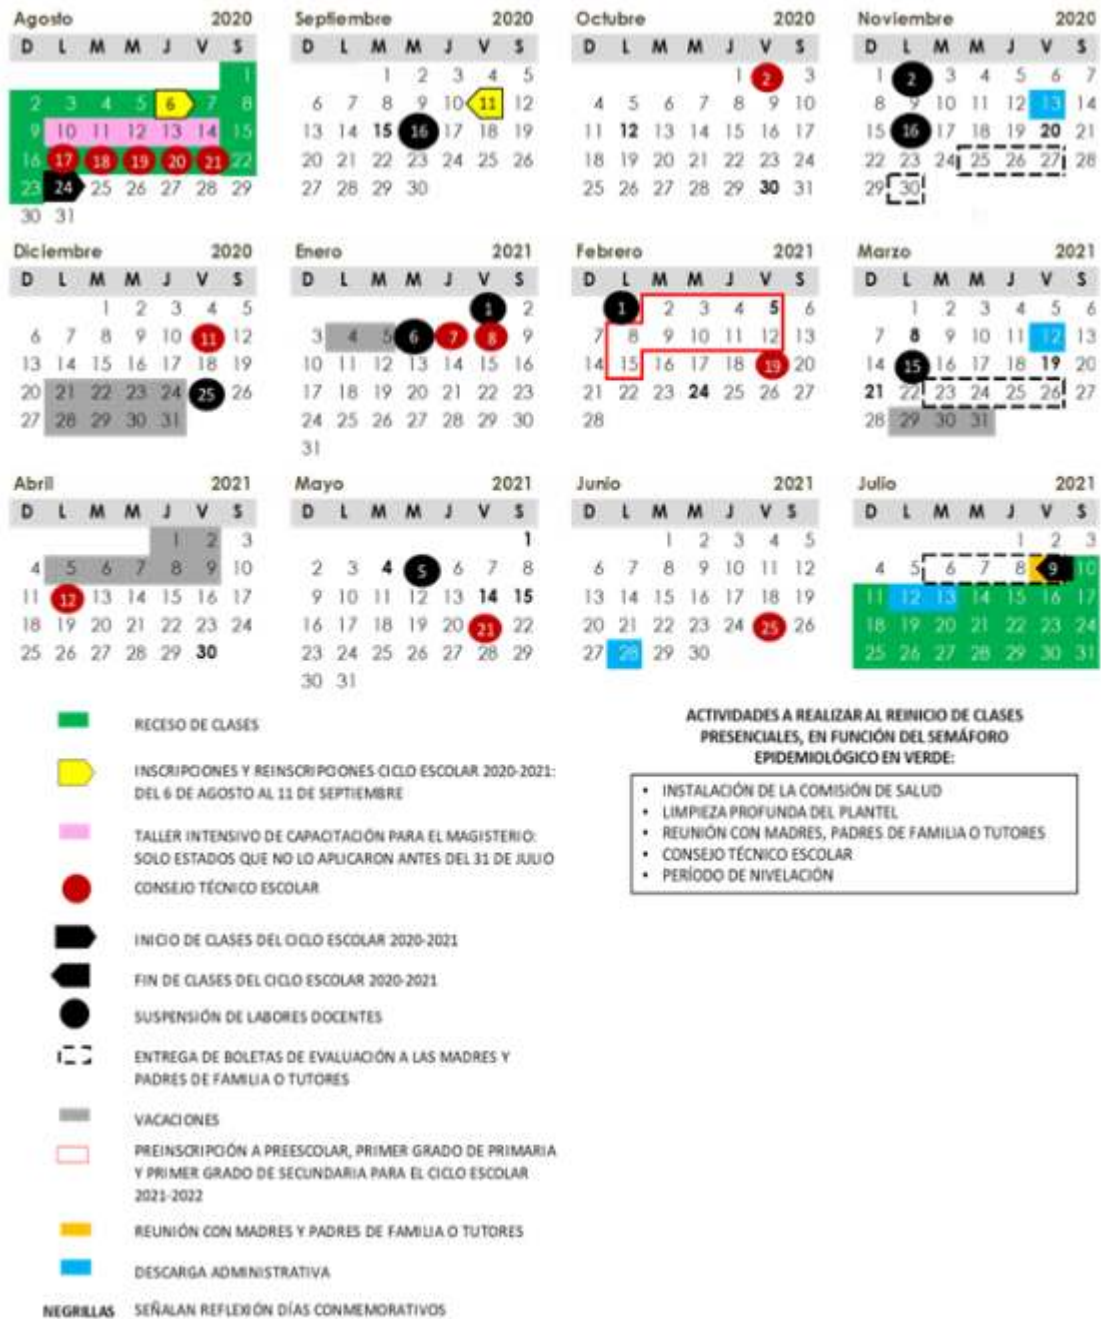 Agosto 2020 Septiembre 2020 Octubre 2020 Noviembre 2020
D L M M J V S D L M M J V S D L M M J V S D L M M J V S
1 1 2 3 4 5 1 2 3 1 2 3 4 5 6 7
2 3 4 5 6 7 8 6 7 8 9 10 11 12 4 5 6 7 8 9 10 8 9 10 11 12 13 14
9 10 11 12 13 14 15 13 14 15 16 17 18 19 11 12 13 14 15 16 17 15 16 17 18 19 20 21
16 17 18 19 20 21 22 20 21 22 23 24 25 26 18 19 20 21 22 23 24 22 23 24 25 26 27 28
23 24 25 26 27 28 29 27 28 29 30 25 26 27 28 29 30 31 29 30
30 31
Diciembre 2020 Enero 2021 Febrero 2021 Marzo 2021
D L M M J V S D L M M J V S D L M M J V S D L M M J V S
1 2 3 4 5 1 2 1 2 3 4 5 6 1 2 3 4 5 6
6 7 8 9 10 11 12 3 4 5 6 7 8 9 7 8 9 10 11 12 13 7 8 9 10 11 12 13
13 14 15 16 17 18 19 10 11 12 13 14 15 16 14 15 16 17 18 19 20 14 15 16 17 18 19 20
20 21 22 23 24 25 26 17 18 19 20 21 22 23 21 22 23 24 25 26 27 21 22 23 24 25 26 27
27 28 29 30 31 24 25 26 27 28 29 30 28 28 29 30 31
31
Abril 2021 Mayo 2021 Junio 2021 Julio 2021
D L M M J V S D L M M J V S D L M M J V S D L M M J V S
1 2 3 1 1 2 3 4 5 1 2 3
4 5 6 7 8 9 10 2 3 4 5 6 7 8 6 7 8 9 10 11 12 4 5 6 7 8 9 10
11 12 13 14 15 16 17 9 10 11 12 13 14 15 13 14 15 16 17 18 19 11 12 13 14 15 16 17
18 19 20 21 22 23 24 16 17 18 19 20 21 22 20 21 22 23 24 25 26 18 19 20 21 22 23 24
25 26 27 28 29 30 23 24 25 26 27 28 29 27 28 29 30 25 26 27 28 29 30 31
30 31
RECESO DE CLASES
INSCRIPCIONES Y REINSCRIPCIONES CICLO ESCOLAR 2020-2021:
DEL 6 DE AGOSTO AL 11 DE SEPTIEMBRE
TALLER INTENSIVO DE CAPACITACIÓN PARA EL MAGISTERIO:
SOLO ESTADOS QUE NO LO APLICARON ANTES DEL 31 DE JULIO
CONSEJO TÉCNICO ESCOLAR
INICIO DE CLASES DEL CICLO ESCOLAR 2020-2021
FIN DE CLASES DEL CICLO ESCOLAR 2020-2021
SUSPENSIÓN DE LABORES DOCENTES
ENTREGA DE BOLETAS DE EVALUACIÓN A LAS MADRES Y
PADRES DE FAMILIA O TUTORES
VACACIONES
PREINSCRIPCIÓN A PREESCOLAR, PRIMER GRADO DE PRIMARIA
Y PRIMER GRADO DE SECUNDARIA PARA EL CICLO ESCOLAR
2021-2022
REUNIÓN CON MADRES Y PADRES DE FAMILIA O TUTORES
DESCARGA ADMINISTRATIVA
NEGRILLAS SEÑALAN REFLEXIÓN DÍAS CONMEMORATIVOS
ACTIVIDADES A REALIZAR AL REINICIO DE CLASES
PRESENCIALES, EN FUNCIÓN DEL SEMÁFORO
EPIDEMIOLÓGICO EN VERDE:
• INSTALACIÓN DE LA COMISIÓN DE SALUD
• LIMPIEZA PROFUNDA DEL PLANTEL
• REUNIÓN CON MADRES, PADRES DE FAMILIA O TUTORES
• CONSEJO TÉCNICO ESCOLAR
• PERÍODO DE NIVELACIÓN